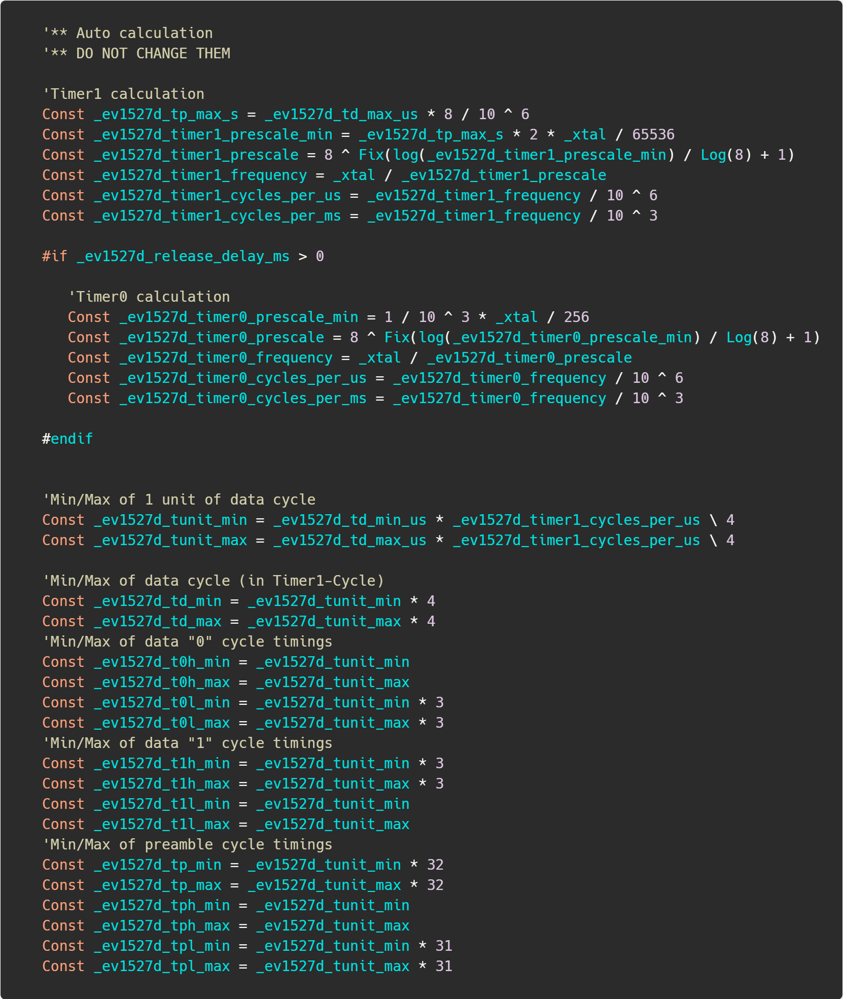 '** Auto calculation
'** DO NOT CHANGE THEM
'Timer1 calculation
Const _ev1527d_tp_max_s = _ev1527d_td_max_us * 8 / 10 ^ 6
Const _ev1527d_timer1_prescale_min = _ev1527d_tp_max_s * 2 * _xtal / 65536
Const _ev1527d_timer1_prescale = 8 ^ Fix(log(_ev1527d_timer1_prescale_min) / Log(8) + 1)
Const _ev1527d_timer1_frequency = _xtal / _ev1527d_timer1_prescale
Const _ev1527d_timer1_cycles_per_us = _ev1527d_timer1_frequency / 10 ^ 6
Const _ev1527d_timer1_cycles_per_ms = _ev1527d_timer1_frequency / 10 ^ 3
#if _ev1527d_release_delay_ms > 0
'Timer0 calculation
Const _ev1527d_timer0_prescale_min = 1 / 10 ^ 3 * _xtal / 256
Const _ev1527d_timer0_prescale = 8 ^ Fix(log(_ev1527d_timer0_prescale_min) / Log(8) + 1)
Const _ev1527d_timer0_frequency = _xtal / _ev1527d_timer0_prescale
Const _ev1527d_timer0_cycles_per_us = _ev1527d_timer0_frequency / 10 ^ 6
Const _ev1527d_timer0_cycles_per_ms = _ev1527d_timer0_frequency / 10 ^ 3
#endif
'Min/Max of 1 unit of data cycle
Const _ev1527d_tunit_min = _ev1527d_td_min_us * _ev1527d_timer1_cycles_per_us \ 4
Const _ev1527d_tunit_max = _ev1527d_td_max_us * _ev1527d_timer1_cycles_per_us \ 4
'Min/Max of data cycle (in Timer1-Cycle)
Const _ev1527d_td_min = _ev1527d_tunit_min * 4
Const _ev1527d_td_max = _ev1527d_tunit_max * 4
'Min/Max of data "0" cycle timings
Const _ev1527d_t0h_min = _ev1527d_tunit_min
Const _ev1527d_t0h_max = _ev1527d_tunit_max
Const _ev1527d_t0l_min = _ev1527d_tunit_min * 3
Const _ev1527d_t0l_max = _ev1527d_tunit_max * 3
'Min/Max of data "1" cycle timings
Const _ev1527d_t1h_min = _ev1527d_tunit_min * 3
Const _ev1527d_t1h_max = _ev1527d_tunit_max * 3
Const _ev1527d_t1l_min = _ev1527d_tunit_min
Const _ev1527d_t1l_max = _ev1527d_tunit_max
'Min/Max of preamble cycle timings
Const _ev1527d_tp_min = _ev1527d_tunit_min * 32
Const _ev1527d_tp_max = _ev1527d_tunit_max * 32
Const _ev1527d_tph_min = _ev1527d_tunit_min
Const _ev1527d_tph_max = _ev1527d_tunit_max
Const _ev1527d_tpl_min = _ev1527d_tunit_min * 31
Const _ev1527d_tpl_max = _ev1527d_tunit_max * 31